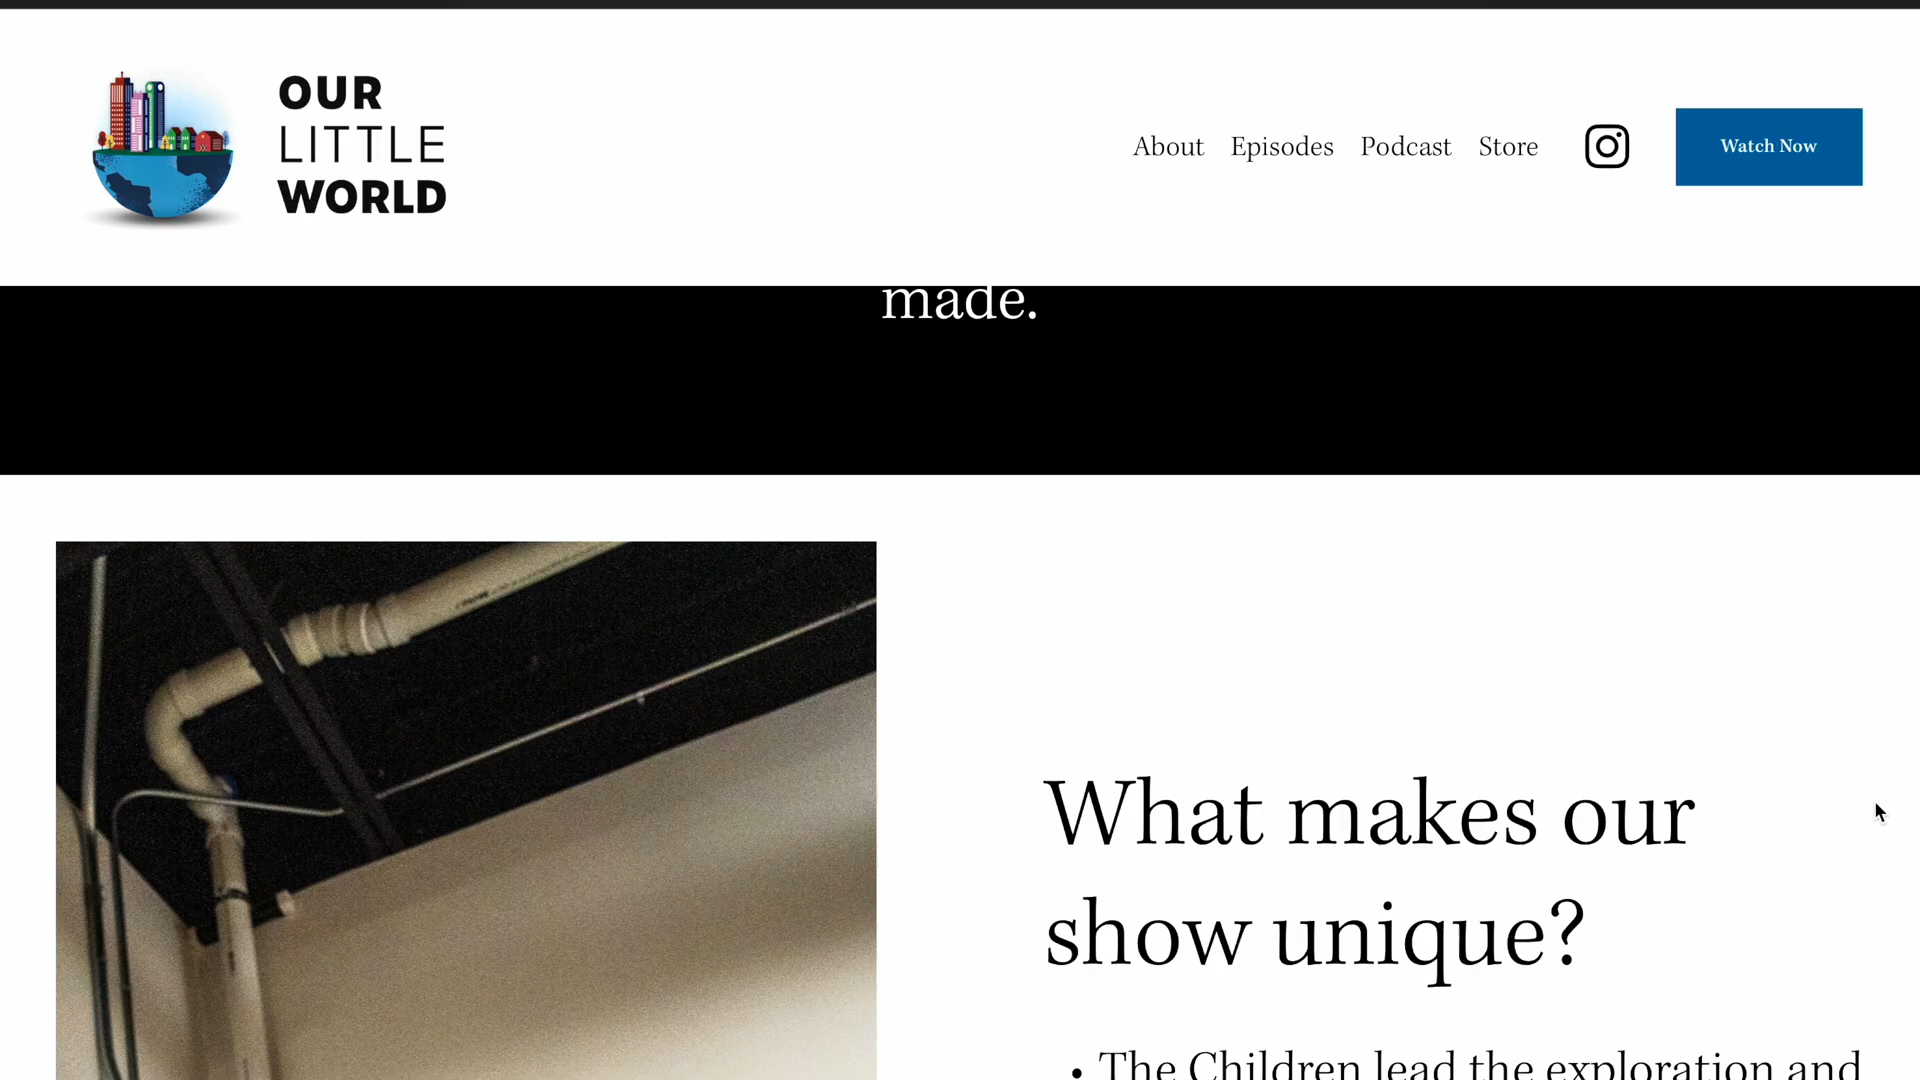 OUR
LITTLE
WORLD
About Episodes Podcast Store
Watch Now
made.
What makes our
show unique?
• The Children lead the exploration and